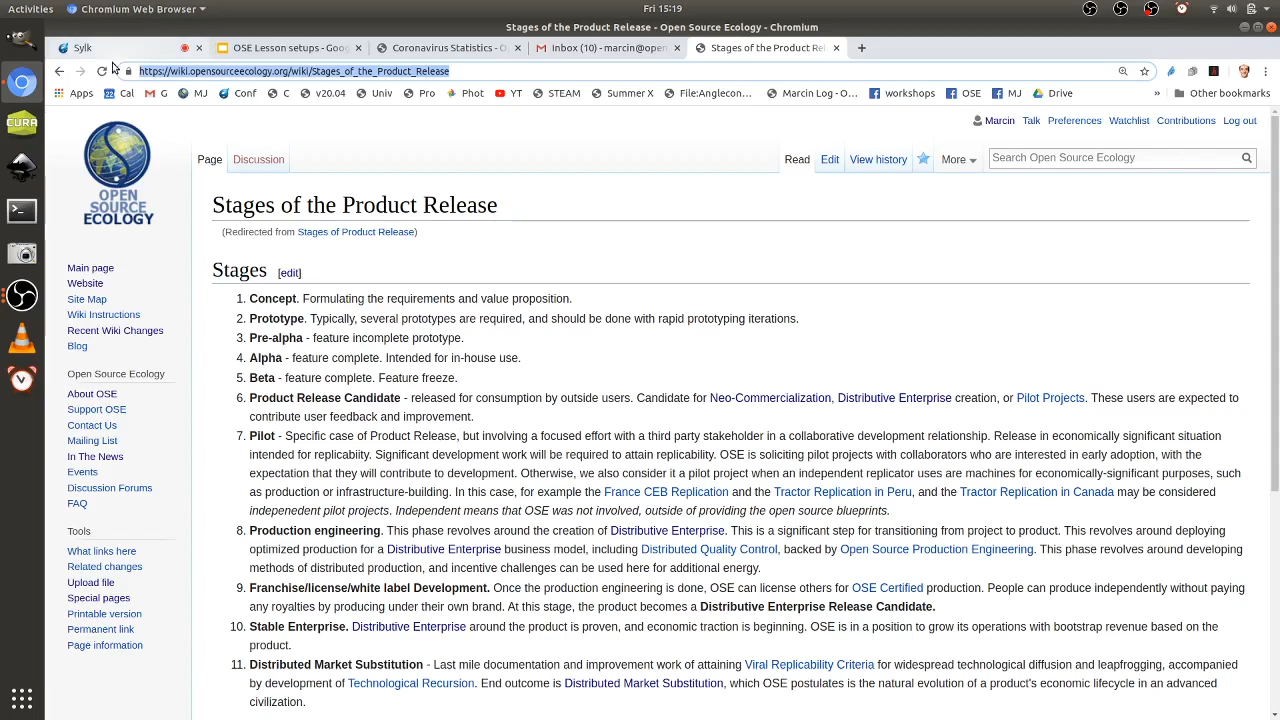 Activities
Chromium Web Browser
Fri 15:19
Stages of the Product Release - Open Source Ecology - Chromium
Sylk
OSE Lesson setups - Goog
Coronavirus Statistics - O
Inbox (10) - marcin@open
Stages of the Product Rel
https://wiki.opensourceecology.org/wiki/Stages_of_the_Product_Release
Apps
Cal
G
MJ
Conf
C
v20.04
Univ
Pro
Phot
YT
STEAM
Summer X
File:Anglecon...
Marcin Log - O...
workshops
OSE
MJ
Drive
»
Other bookmarks
Marcin Talk Preferences Watchlist Contributions Log out
OPEN
SOURCE
ECOLOGY
Page
Discussion
Read
Edit
View history
More
Search Open Source Ecology
Stages of the Product Release
(Redirected from Stages of Product Release)
Main page
Website
Site Map
Wiki Instructions
Recent Wiki Changes
Blog
Open Source Ecology
About OSE
Support OSE
Contact Us
Mailing List
In The News
Events
Discussion Forums
FAQ
Tools
What links here
Related changes
Upload file
Special pages
Printable version
Permanent link
Page information
Stages [edit]
1. Concept. Formulating the requirements and value proposition.
2. Prototype. Typically, several prototypes are required, and should be done with rapid prototyping iterations.
3. Pre-alpha - feature incomplete prototype.
4. Alpha - feature complete. Intended for in-house use.
5. Beta - feature complete. Feature freeze.
6. Product Release Candidate - released for consumption by outside users. Candidate for Neo-Commercialization, Distributive Enterprise creation, or Pilot Projects. These users are expected to
contribute user feedback and improvement.
7. Pilot - Specific case of Product Release, but involving a focused effort with a third party stakeholder in a collaborative development relationship. Release in economically significant situation
intended for replicabiity. Significant development work will be required to attain replicability. OSE is soliciting pilot projects with collaborators who are interested in early adoption, with the
expectation that they will contribute to development. Otherwise, we also consider it a pilot project when an independent replicator uses are machines for economically-significant purposes, such
as production or infrastructure-building. In this case, for example the France CEB Replication and the Tractor Replication in Peru, and the Tractor Replication in Canada may be considered
indepenedent pilot projects. Independent means that OSE was not involved, outside of providing the open source blueprints.
8. Production engineering. This phase revolves around the creation of Distributive Enterprise. This is a significant step for transitioning from project to product. This revolves around deploying
optimized production for a Distributive Enterprise business model, including Distributed Quality Control, backed by Open Source Production Engineering. This phase revolves around developing
methods of distributed production, and incentive challenges can be used here for additional energy.
9. Franchise/license/white label Development. Once the production engineering is done, OSE can license others for OSE Certified production. People can produce independently without paying
any royalties by producing under their own brand. At this stage, the product becomes a Distributive Enterprise Release Candidate.
10. Stable Enterprise. Distributive Enterprise around the product is proven, and economic traction is beginning. OSE is in a position to grow its operations with bootstrap revenue based on the
product.
11. Distributed Market Substitution - Last mile documentation and improvement work of attaining Viral Replicability Criteria for widespread technological diffusion and leapfrogging, accompanied
by development of Technological Recursion. End outcome is Distributed Market Substitution, which OSE postulates is the natural evolution of a product's economic lifecycle in an advanced
civilization.
CURA